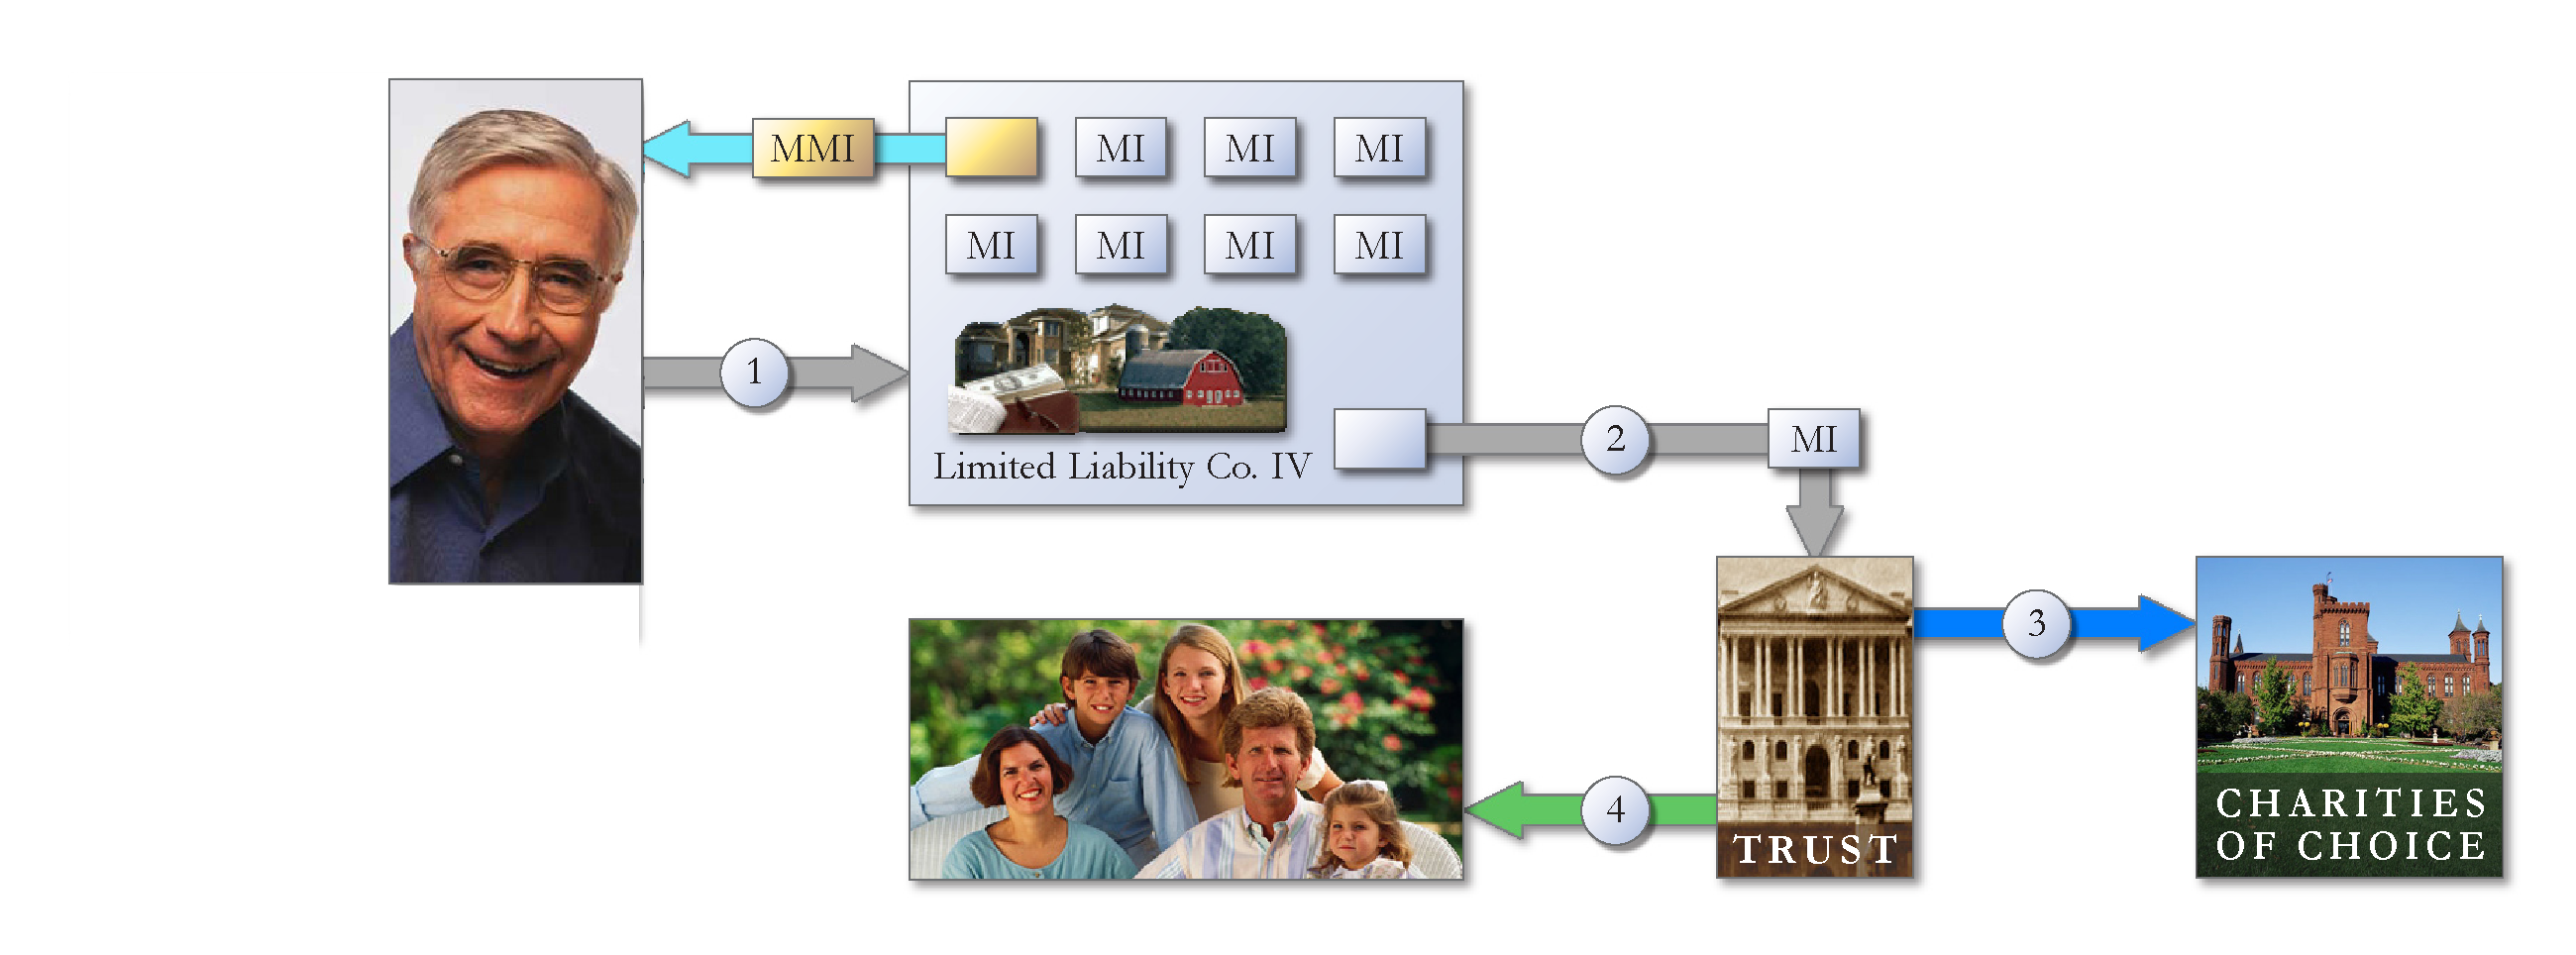 MMI
MI
MI
MI
MI
MI
MI
MI
1
2
MI
Limited Liability Co. IV
3
4
TRUST
CHARITIES
OF CHOICE